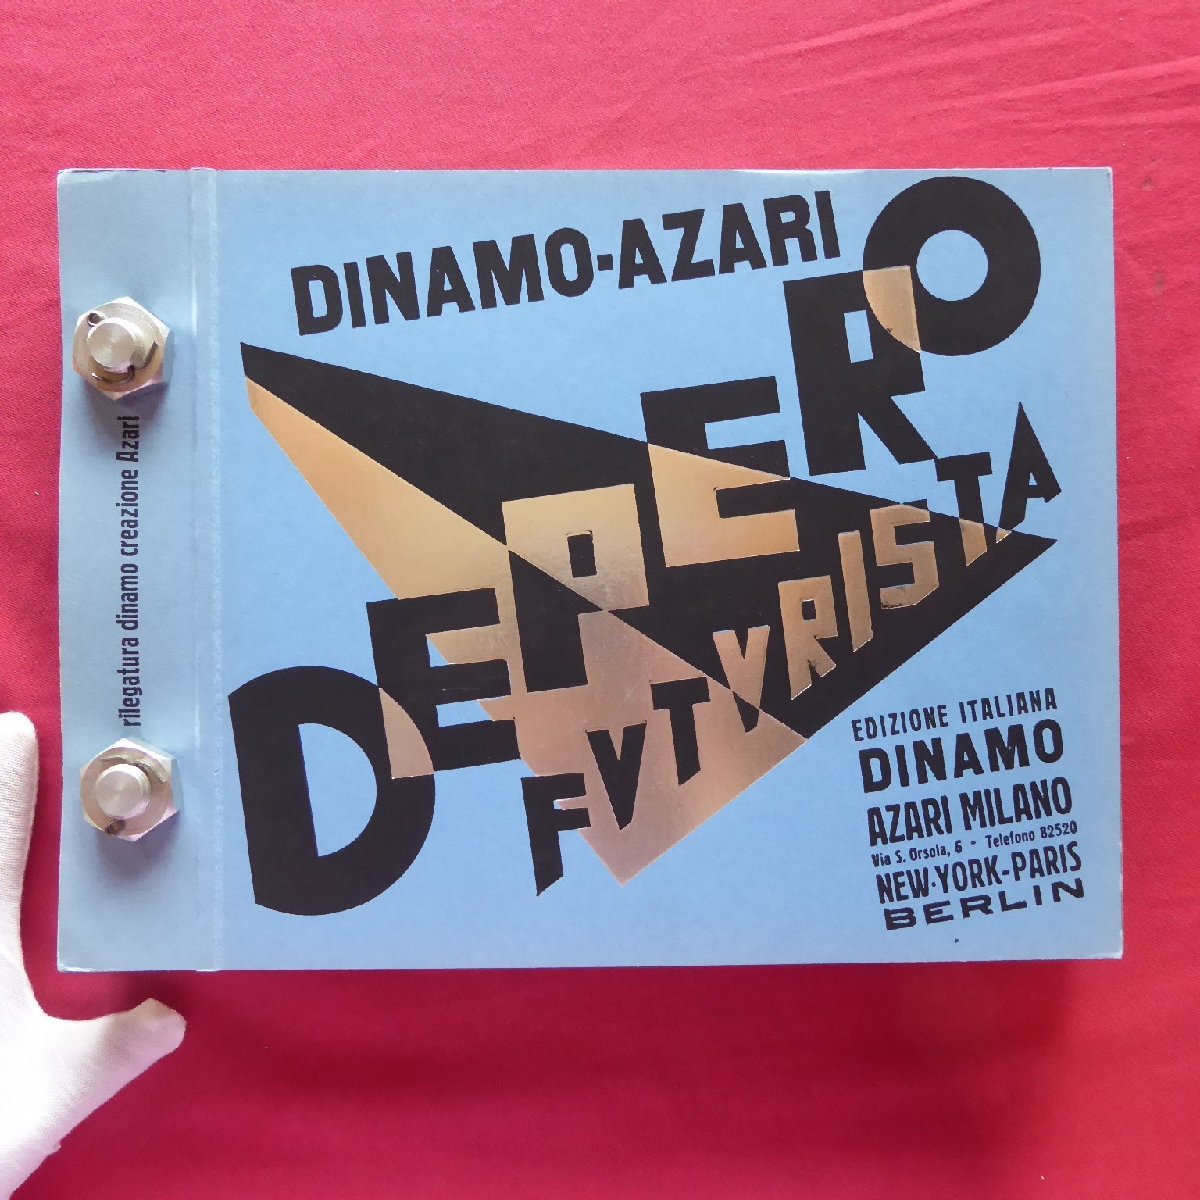 DINAMO-AZARI
DEPERO
FVTVRISTA
EDIZIONE ITALIANA
DINAMO
AZARI MILANO
Via S. Orsola, 6 - Telefono 82520
NEW-YORK-PARIS
BERLIN
rilegatura dinamo creazione Azari